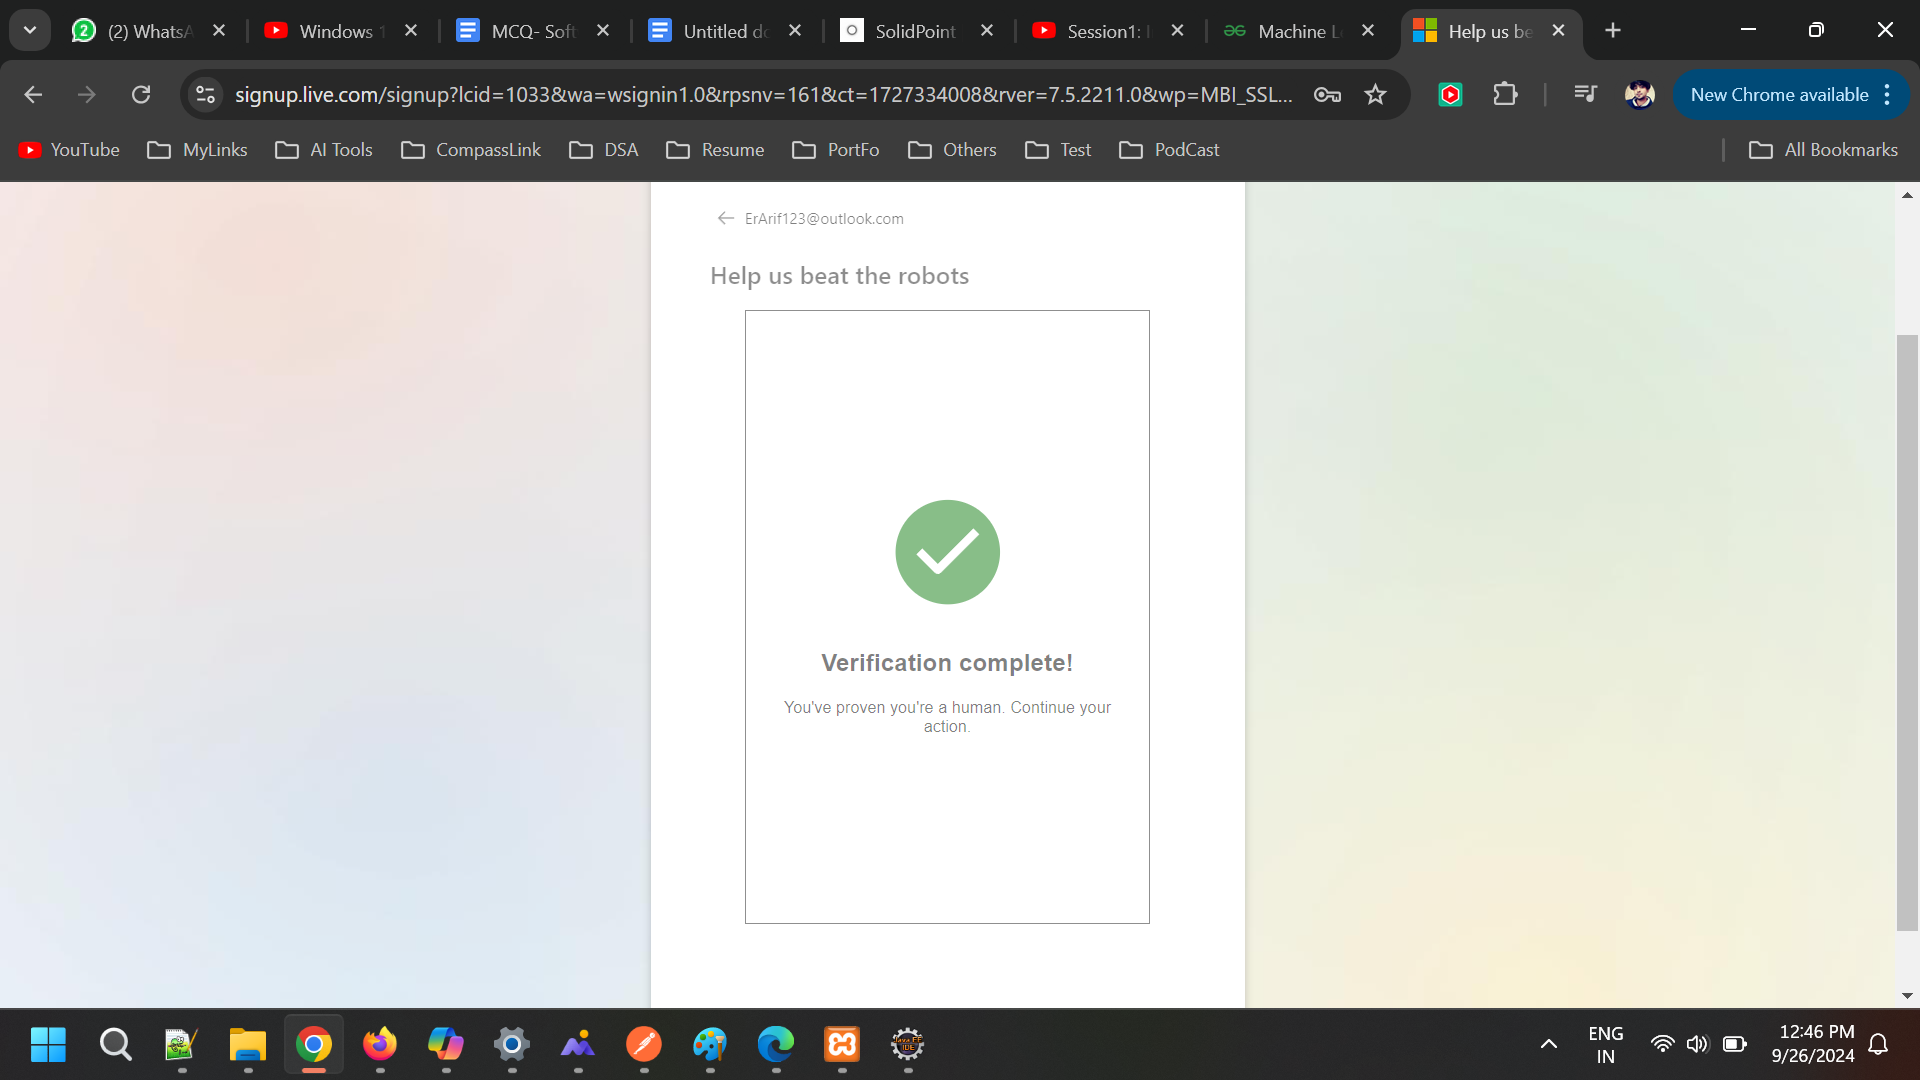 (2) WhatsA
Windows 1
MCQ- Soft
Untitled do
SolidPoint
Session1: I
Machine Le
Help us be
signup.live.com/signup?lcid=1033&wa=wsignin1.0&rpsnv=161&ct=1727334008&rver=7.5.2211.0&wp=MBI_SSL...
New Chrome available
YouTube
MyLinks
AI Tools
CompassLink
DSA
Resume
PortFo
Others
Test
PodCast
All Bookmarks
ErArif123@outlook.com
Help us beat the robots
Verification complete!
You've proven you're a human. Continue your
action.
ENG
IN
12:46 PM
9/26/2024